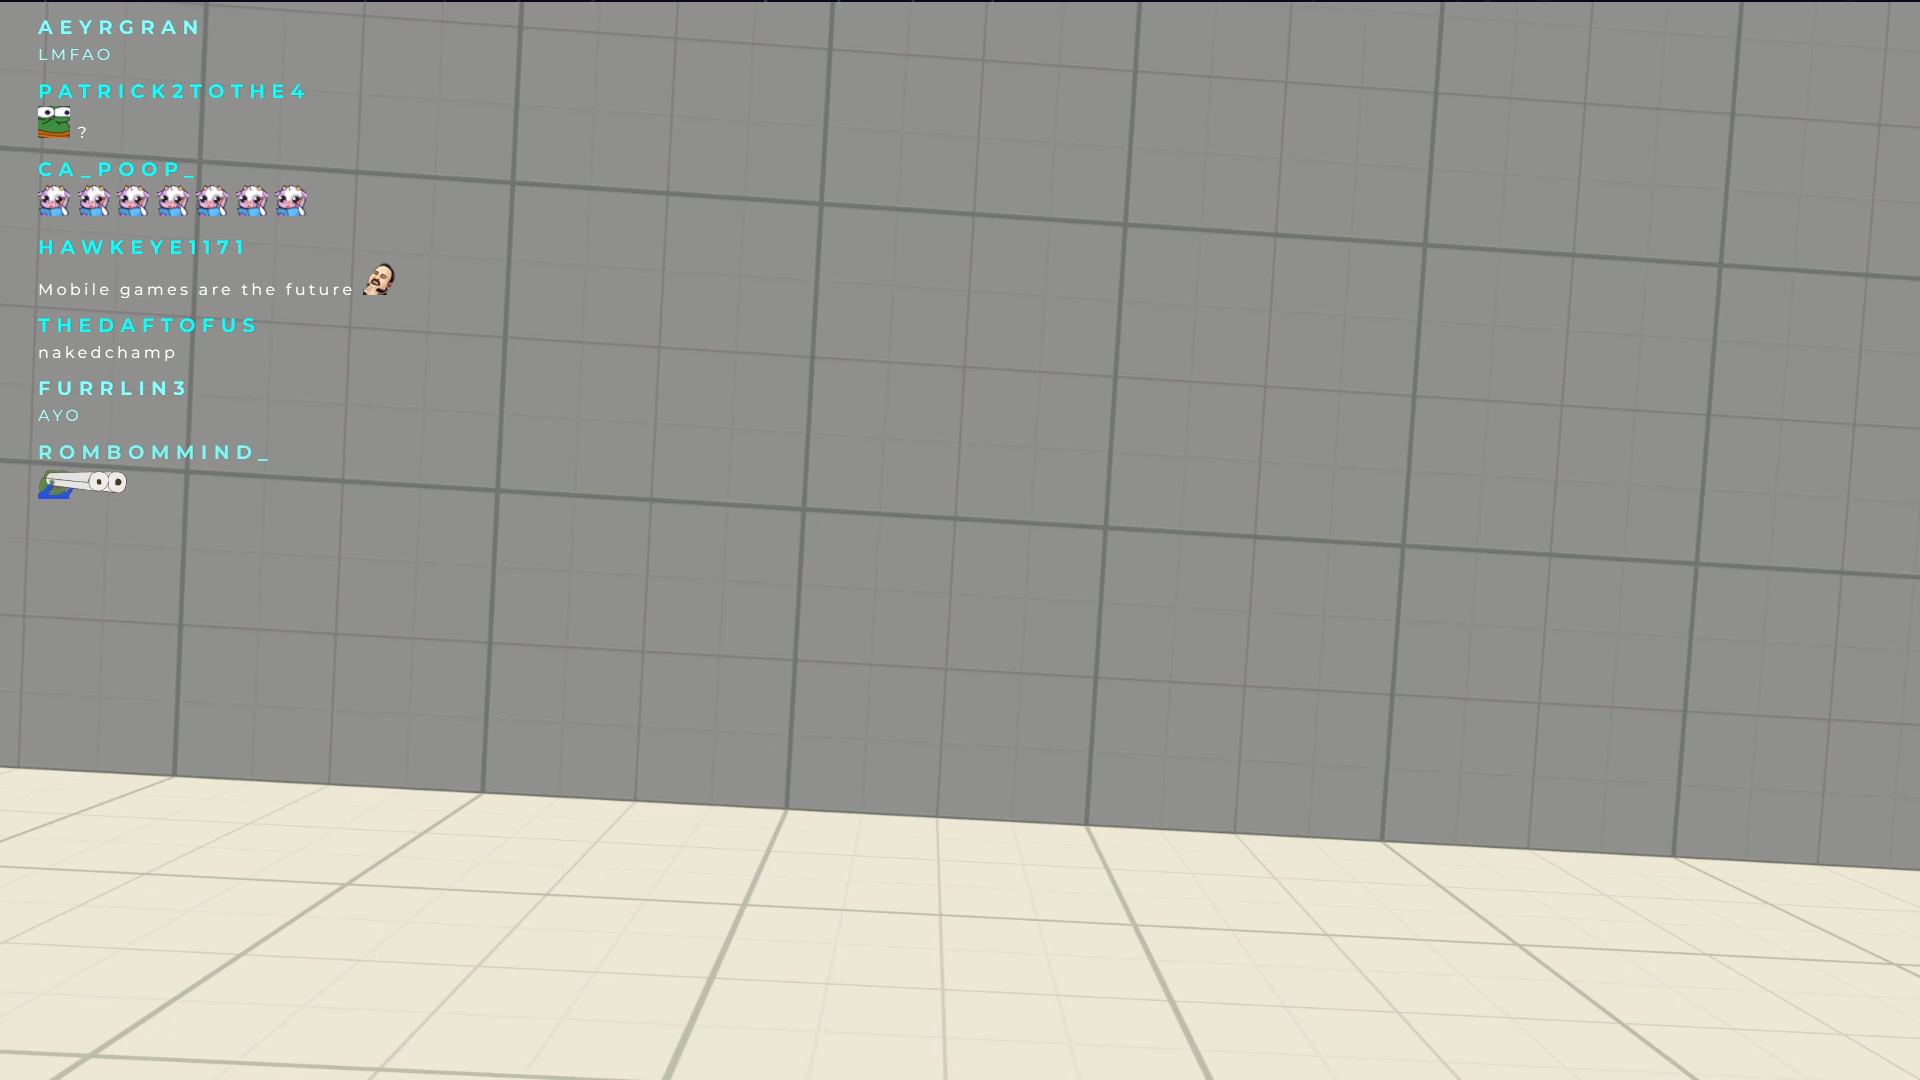 AEYRGRAN
LMFAO
PATRICK2TOTHE4
?
CA_POOP_
HAWKEYE1171
Mobile games are the future
THEDAFTOFUS
nakedchamp
FURRLIN3
AYO
ROMBOMMIND_